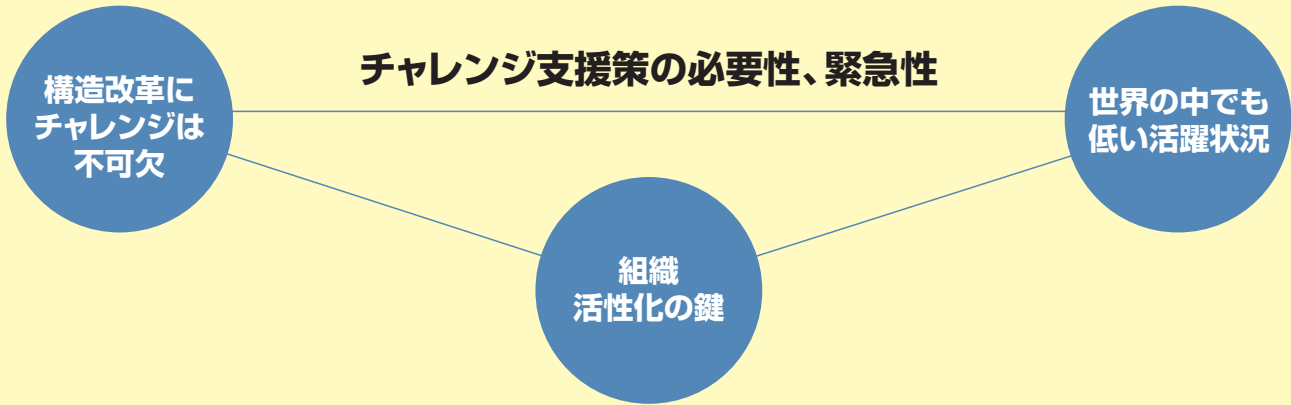 チャレンジ支援策の必要性、緊急性
構造改革に
チャレンジは
不可欠
世界の中でも
低い活躍状況
組織
活性化の鍵